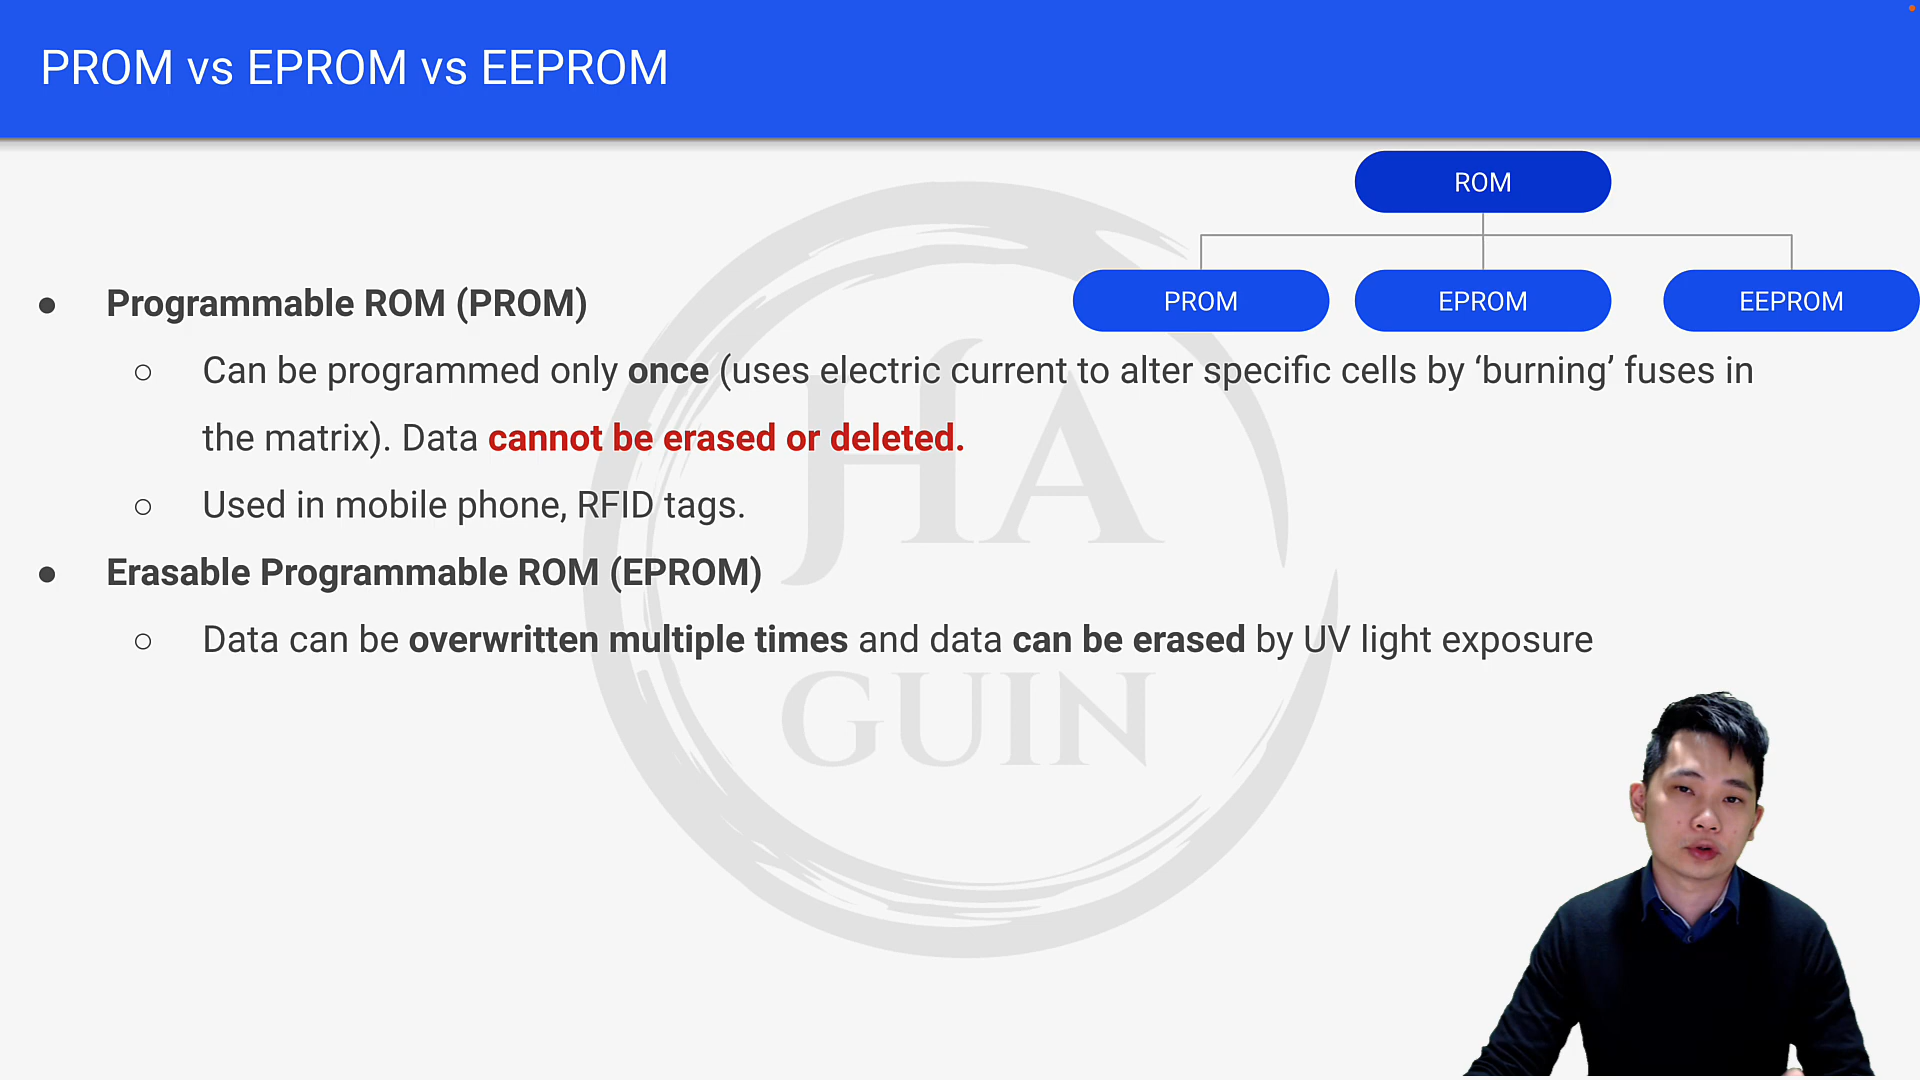 PROM vs EPROM vs EEPROM
ROM
PROM
EPROM
EEPROM
● Programmable ROM (PROM)
○ Can be programmed only once (uses electric current to alter specific cells by ‘burning’ fuses in
the matrix). Data cannot be erased or deleted.
○ Used in mobile phone, RFID tags.
● Erasable Programmable ROM (EPROM)
○ Data can be overwritten multiple times and data can be erased by UV light exposure
JHA
GUIN